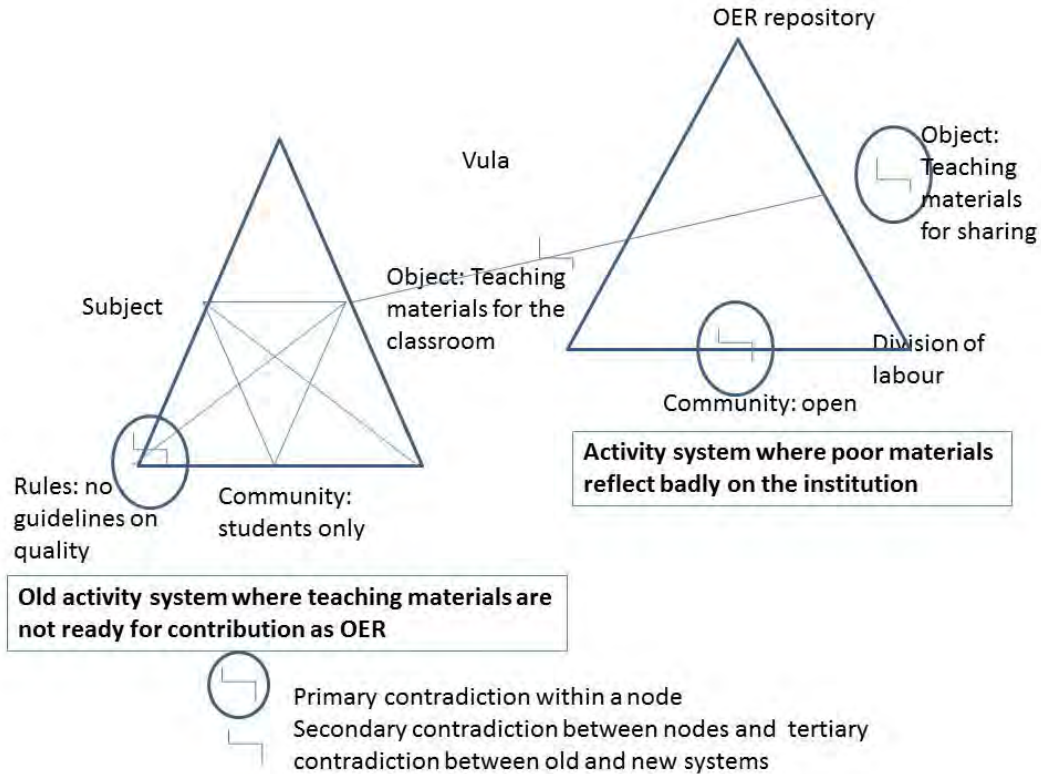 OER repository
Vula
Object:
Teaching
materials
for sharing
Subject
Object: Teaching
materials for the
classroom
Division of
labour
Community: open
Activity system where poor materials
reflect badly on the institution
Rules: no
guidelines on
quality
Community:
students only
Old activity system where teaching materials are
not ready for contribution as OER
Primary contradiction within a node
Secondary contradiction between nodes and tertiary
contradiction between old and new systems